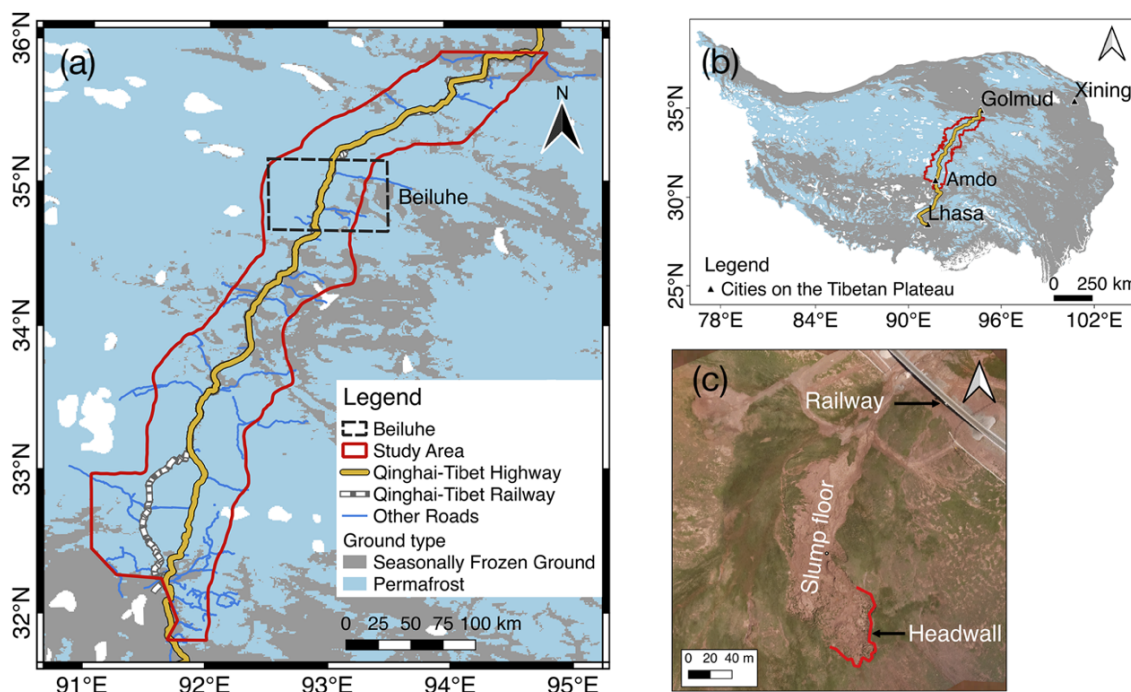 (a)
N
36°N
35°N
34°N
33°N
32°N
91°E
92°E
93°E
94°E
95°E
Beiluhe
Legend
Beiluhe
Study Area
Qinghai-Tibet Highway
Qinghai-Tibet Railway
Other Roads
Ground type
Seasonally Frozen Ground
Permafrost
0 25 50 75 100 km
(b)
35°N
30°N
25°N
78°E
84°E
90°E
96°E
102°E
Xining
Golmud
Amdo
Lhasa
Legend
Cities on the Tibetan Plateau
0 250 km
(c)
Railway
Slump floor
Headwall
0 20 40 m